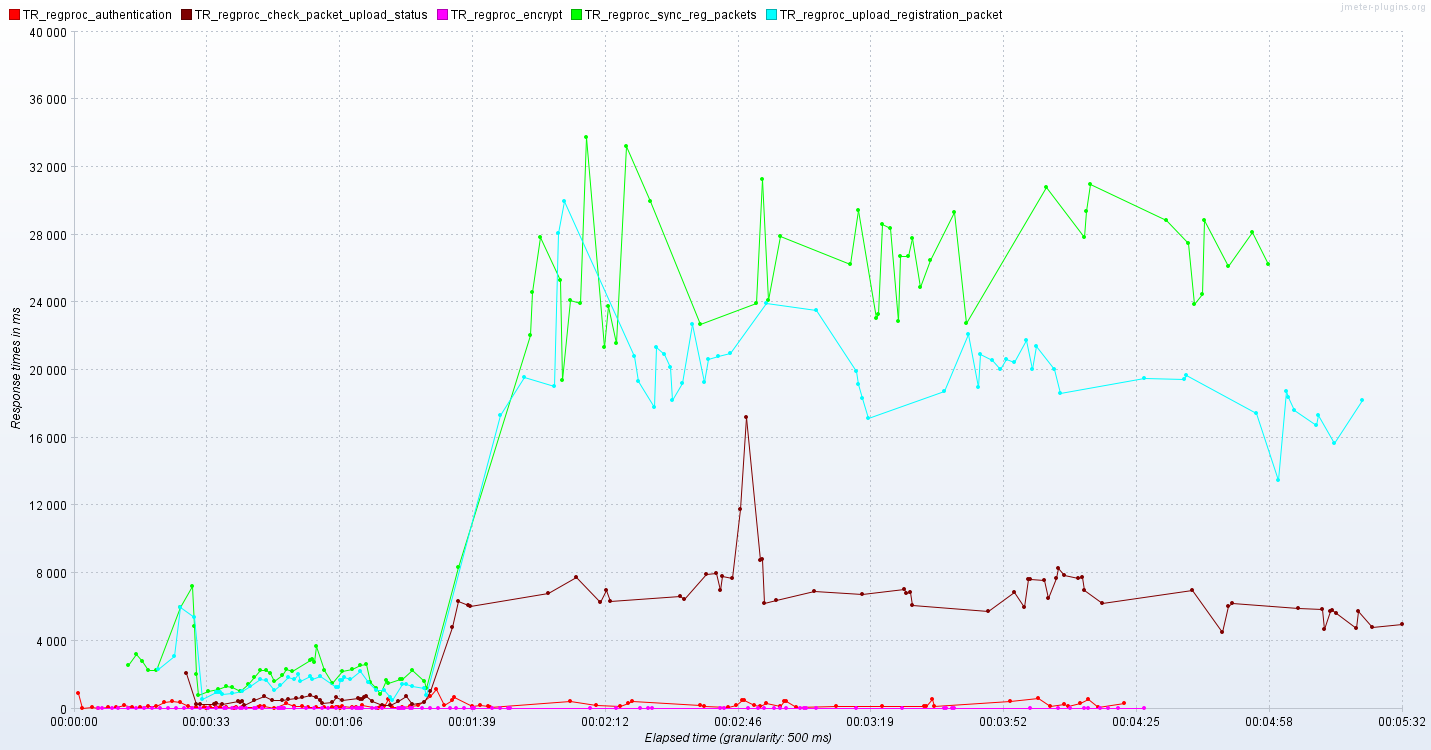 TR_regproc_authentication TR_regproc_check_packet_upload_status TR_regproc_encrypt TR_regproc_sync_reg_packets TR_regproc_upload_registration_packet
jmeter-plugins.org
40 000
36 000
32 000
28 000
24 000
20 000
16 000
12 000
8 000
4 000
0
Response times in ms
00:00:00 00:00:33 00:01:06 00:01:39 00:02:12 00:02:46 00:03:19 00:03:52 00:04:25 00:04:58 00:05:32
Elapsed time (granularity: 500 ms)